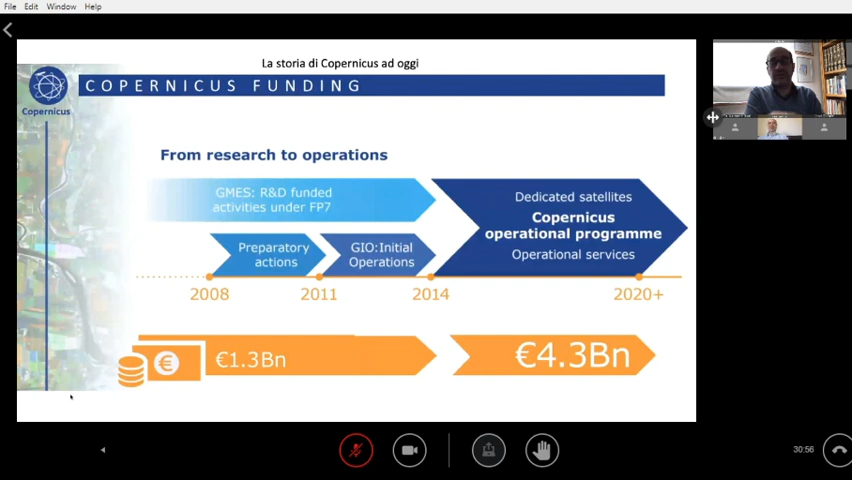 File Edit Window Help
La storia di Copernicus ad oggi
COPERNICUS FUNDING
Copernicus
From research to operations
GMES: R&D funded
activities under FP7
Preparatory
actions
GIO:Initial
Operations
Dedicated satellites
Copernicus
operational programme
Operational services
2008
2011
2014
2020+
€
€1.3Bn
€4.3Bn
30:56